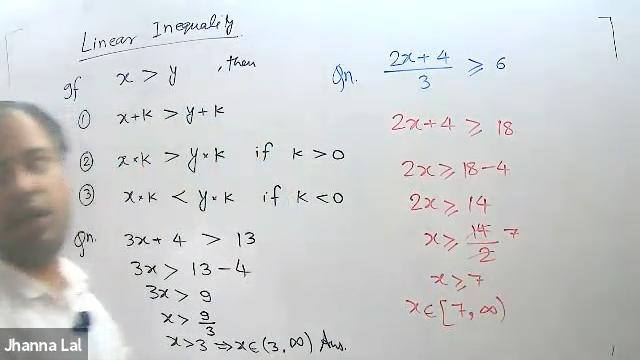 Linear Inequality
If x > y , then
① x+k > y+k
② x×k > y×k if k > 0
③ x×k < y×k if k < 0
Qn. 3x+4 > 13
3x > 13-4
3x > 9
x > 9/3
x>3 ⇒ x∈(3,∞) Ans.
Qn. (2x+4)/3 ⩾ 6
2x+4 ⩾ 18
2x ⩾ 18-4
2x ⩾ 14
x ⩾ 14/2 7
x ⩾ 7
x∈[7,∞)
Jhanna Lal